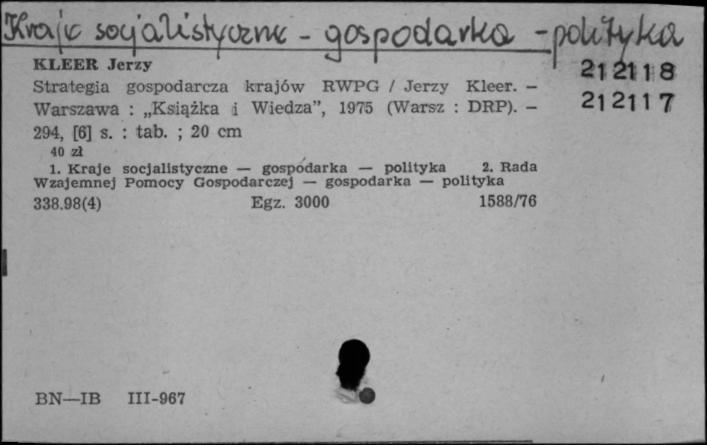 Kraje socjalistyczne - gospodarka - polityka
KLEER Jerzy
212118
Strategia gospodarcza krajów RWPG / Jerzy Kleer. —
212117
Warszawa : „Książka i Wiedza”, 1975 (Warsz : DRP). —
294, [6] s. : tab. ; 20 cm
40 zł
1. Kraje socjalistyczne — gospodarka — polityka 2. Rada
Wzajemnej Pomocy Gospodarczej — gospodarka — polityka
338.98(4) Egz. 3000 1588/76
BN—IB III-967